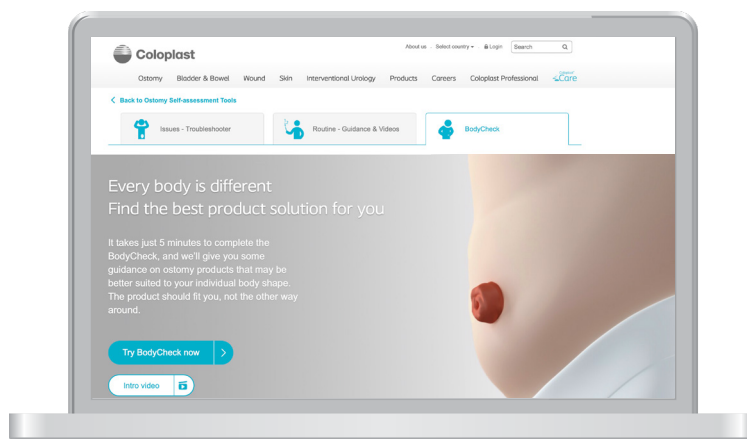 About us
Select country
Login
Search
Coloplast
Ostomy Bladder & Bowel Wound Skin Interventional Urology Products Careers Coloplast Professional Coloplast Care
Back to Ostomy Self-assessment Tools
Issues - Troubleshooter
Routine - Guidance & Videos
BodyCheck
Every body is different
Find the best product solution for you
It takes just 5 minutes to complete the
BodyCheck, and we'll give you some
guidance on ostomy products that may be
better suited to your individual body shape.
The product should fit you, not the other way
around.
Try BodyCheck now
Intro video